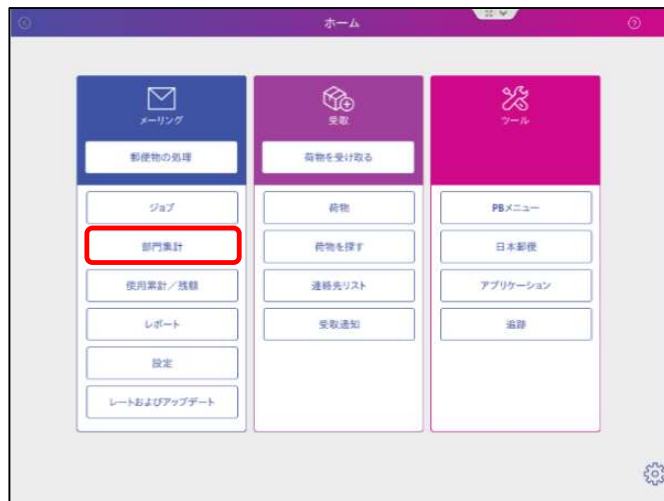 ホーム
メーリング
郵便物の処理
ジョブ
部門集計
使用累計／残額
レポート
設定
レートおよびアップデート
受取
荷物を受け取る
荷物
荷物を探す
連絡先リスト
受取通知
ツール
PBメニュー
日本郵便
アプリケーション
追跡